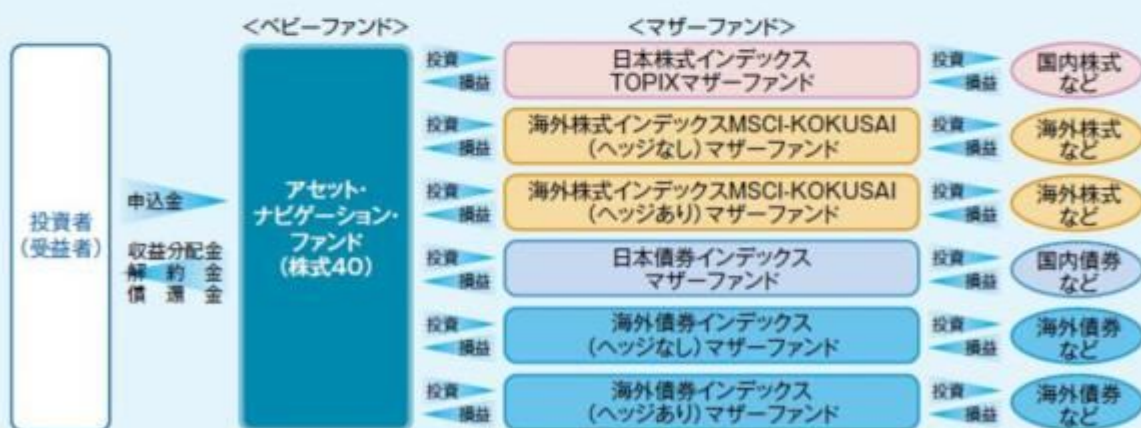 <ベビーファンド>
<マザーファンド>
投資者
(受益者)
申込金
収益分配金
解約金
償還金
アセット・
ナビゲーション・
ファンド
(株式40)
投資
損益
日本株式インデックス
TOPIXマザーファンド
投資
損益
国内株式
など
投資
損益
海外株式インデックスMSCI-KOKUSAI
(ヘッジなし)マザーファンド
投資
損益
海外株式
など
投資
損益
海外株式インデックスMSCI-KOKUSAI
(ヘッジあり)マザーファンド
投資
損益
海外株式
など
投資
損益
日本債券インデックス
マザーファンド
投資
損益
国内債券
など
投資
損益
海外債券インデックス
(ヘッジなし)マザーファンド
投資
損益
海外債券
など
投資
損益
海外債券インデックス
(ヘッジあり)マザーファンド
投資
損益
海外債券
など